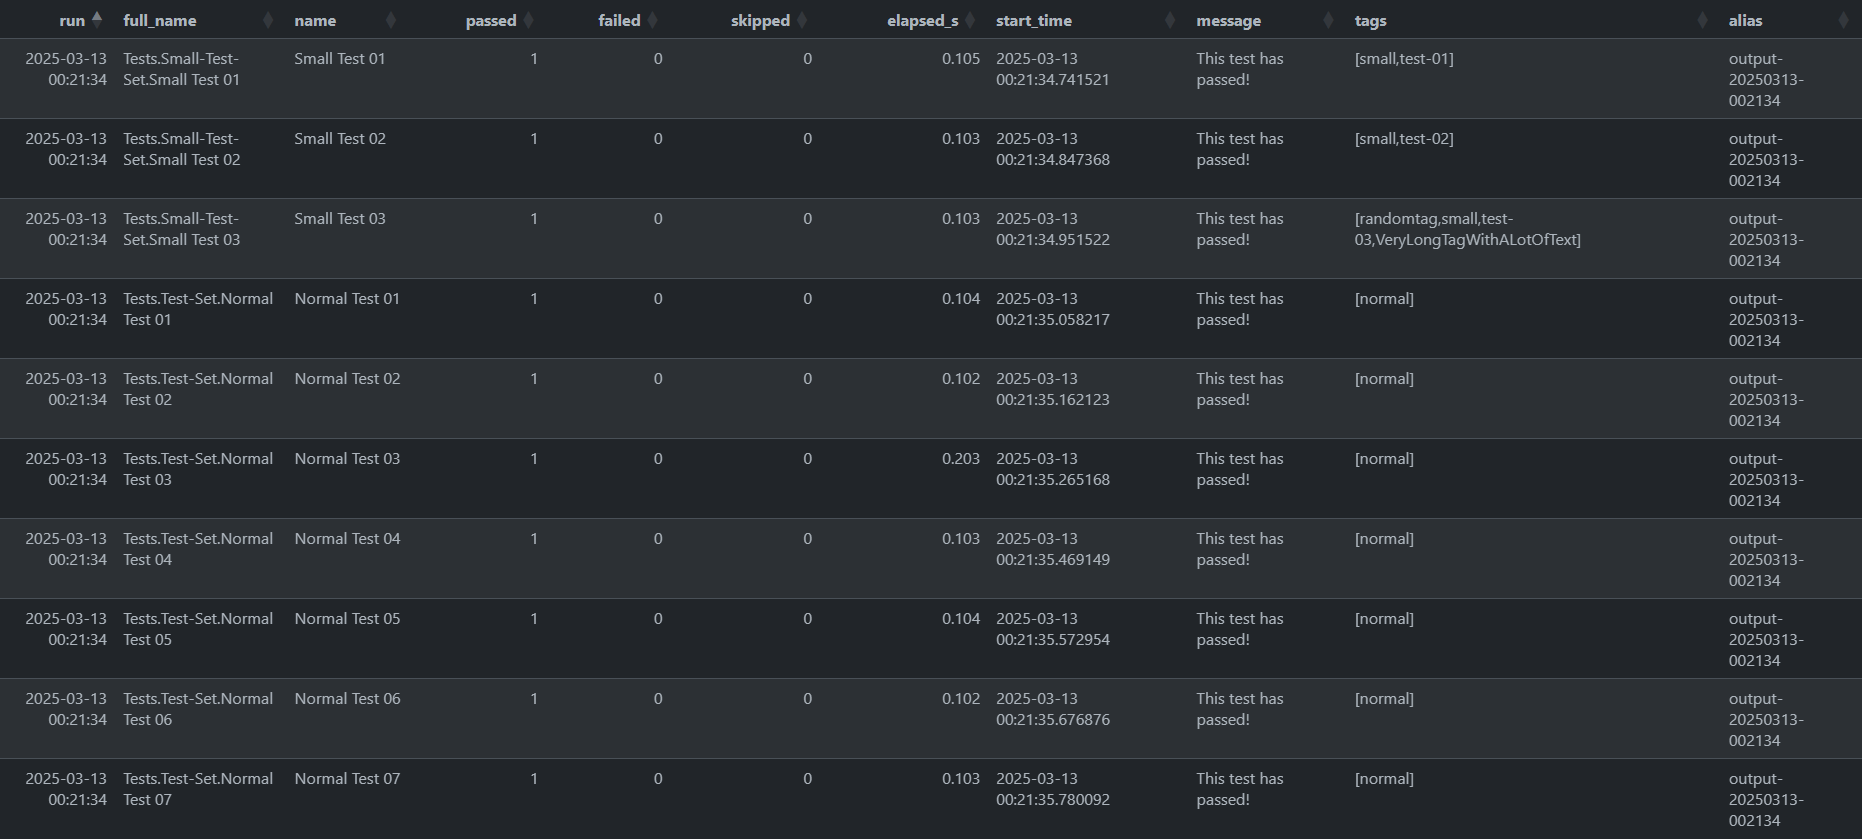 run full_name name passed failed skipped elapsed_s start_time message tags alias
2025-03-13 Tests.Small-Test- Small Test 01 1 0 0 0.105 2025-03-13 This test has [small,test-01] output-
00:21:34 Set.Small Test 01 00:21:34.741521 passed! 20250313-
002134
2025-03-13 Tests.Small-Test- Small Test 02 1 0 0 0.103 2025-03-13 This test has [small,test-02] output-
00:21:34 Set.Small Test 02 00:21:34.847368 passed! 20250313-
002134
2025-03-13 Tests.Small-Test- Small Test 03 1 0 0 0.103 2025-03-13 This test has [randomtag,small,test- output-
00:21:34 Set.Small Test 03 00:21:34.951522 passed! 03,VeryLongTagWithALotOfText] 20250313-
002134
2025-03-13 Tests.Test-Set.Normal Normal Test 01 1 0 0 0.104 2025-03-13 This test has [normal] output-
00:21:34 Test 01 00:21:35.058217 passed! 20250313-
002134
2025-03-13 Tests.Test-Set.Normal Normal Test 02 1 0 0 0.102 2025-03-13 This test has [normal] output-
00:21:34 Test 02 00:21:35.162123 passed! 20250313-
002134
2025-03-13 Tests.Test-Set.Normal Normal Test 03 1 0 0 0.203 2025-03-13 This test has [normal] output-
00:21:34 Test 03 00:21:35.265168 passed! 20250313-
002134
2025-03-13 Tests.Test-Set.Normal Normal Test 04 1 0 0 0.103 2025-03-13 This test has [normal] output-
00:21:34 Test 04 00:21:35.469149 passed! 20250313-
002134
2025-03-13 Tests.Test-Set.Normal Normal Test 05 1 0 0 0.104 2025-03-13 This test has [normal] output-
00:21:34 Test 05 00:21:35.572954 passed! 20250313-
002134
2025-03-13 Tests.Test-Set.Normal Normal Test 06 1 0 0 0.102 2025-03-13 This test has [normal] output-
00:21:34 Test 06 00:21:35.676876 passed! 20250313-
002134
2025-03-13 Tests.Test-Set.Normal Normal Test 07 1 0 0 0.103 2025-03-13 This test has [normal] output-
00:21:34 Test 07 00:21:35.780092 passed! 20250313-
002134